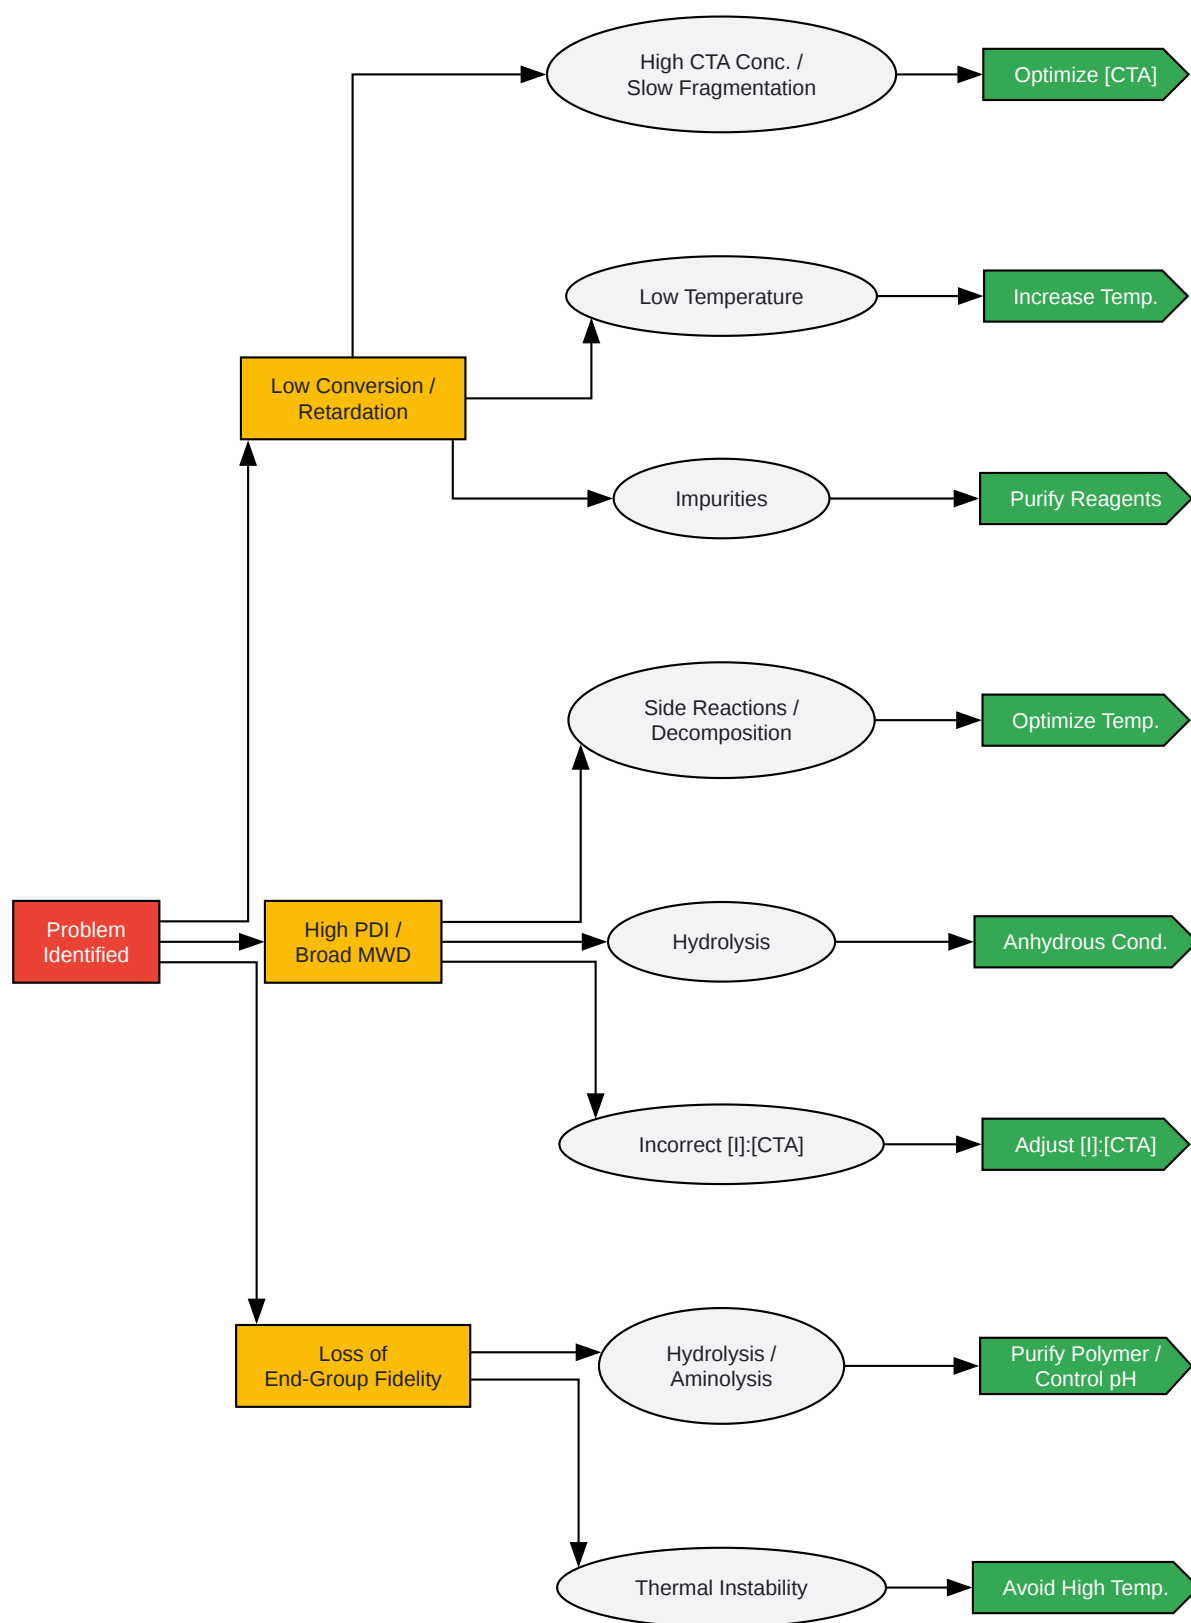 High CTA Conc. /
Slow Fragmentation
Optimize [CTA]
Low Temperature
Increase Temp.
Low Conversion /
Retardation
Impurities
Purify Reagents
Side Reactions /
Decomposition
Optimize Temp.
Problem
Identified
High PDI /
Broad MWD
Hydrolysis
Anhydrous Cond.
Incorrect [I]:[CTA]
Adjust [I]:[CTA]
Loss of
End-Group Fidelity
Hydrolysis /
Aminolysis
Purify Polymer /
Control pH
Thermal Instability
Avoid High Temp.